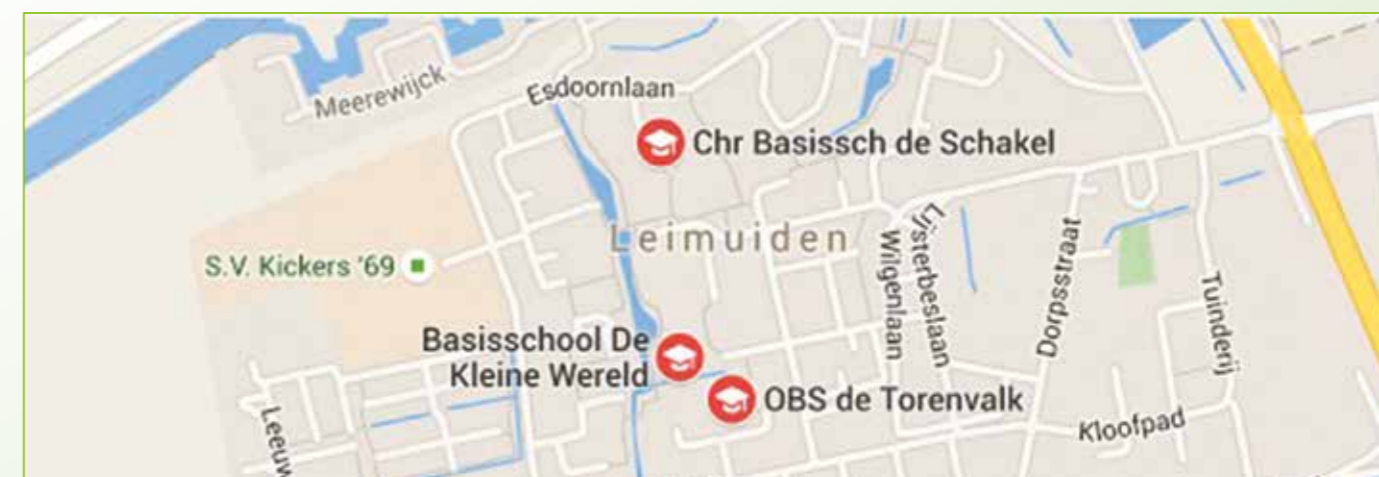 Meerewijck
Esdoornlaan
Chr Basissch de Schakel
Leimuiden
S.V. Kickers '69
Lijsterbeslaan
Wilgenlaan
Dorpsstraat
Tuinderij
Basisschool De
Kleine Wereld
OBS de Torenvalk
Kloofpad
Leeuw